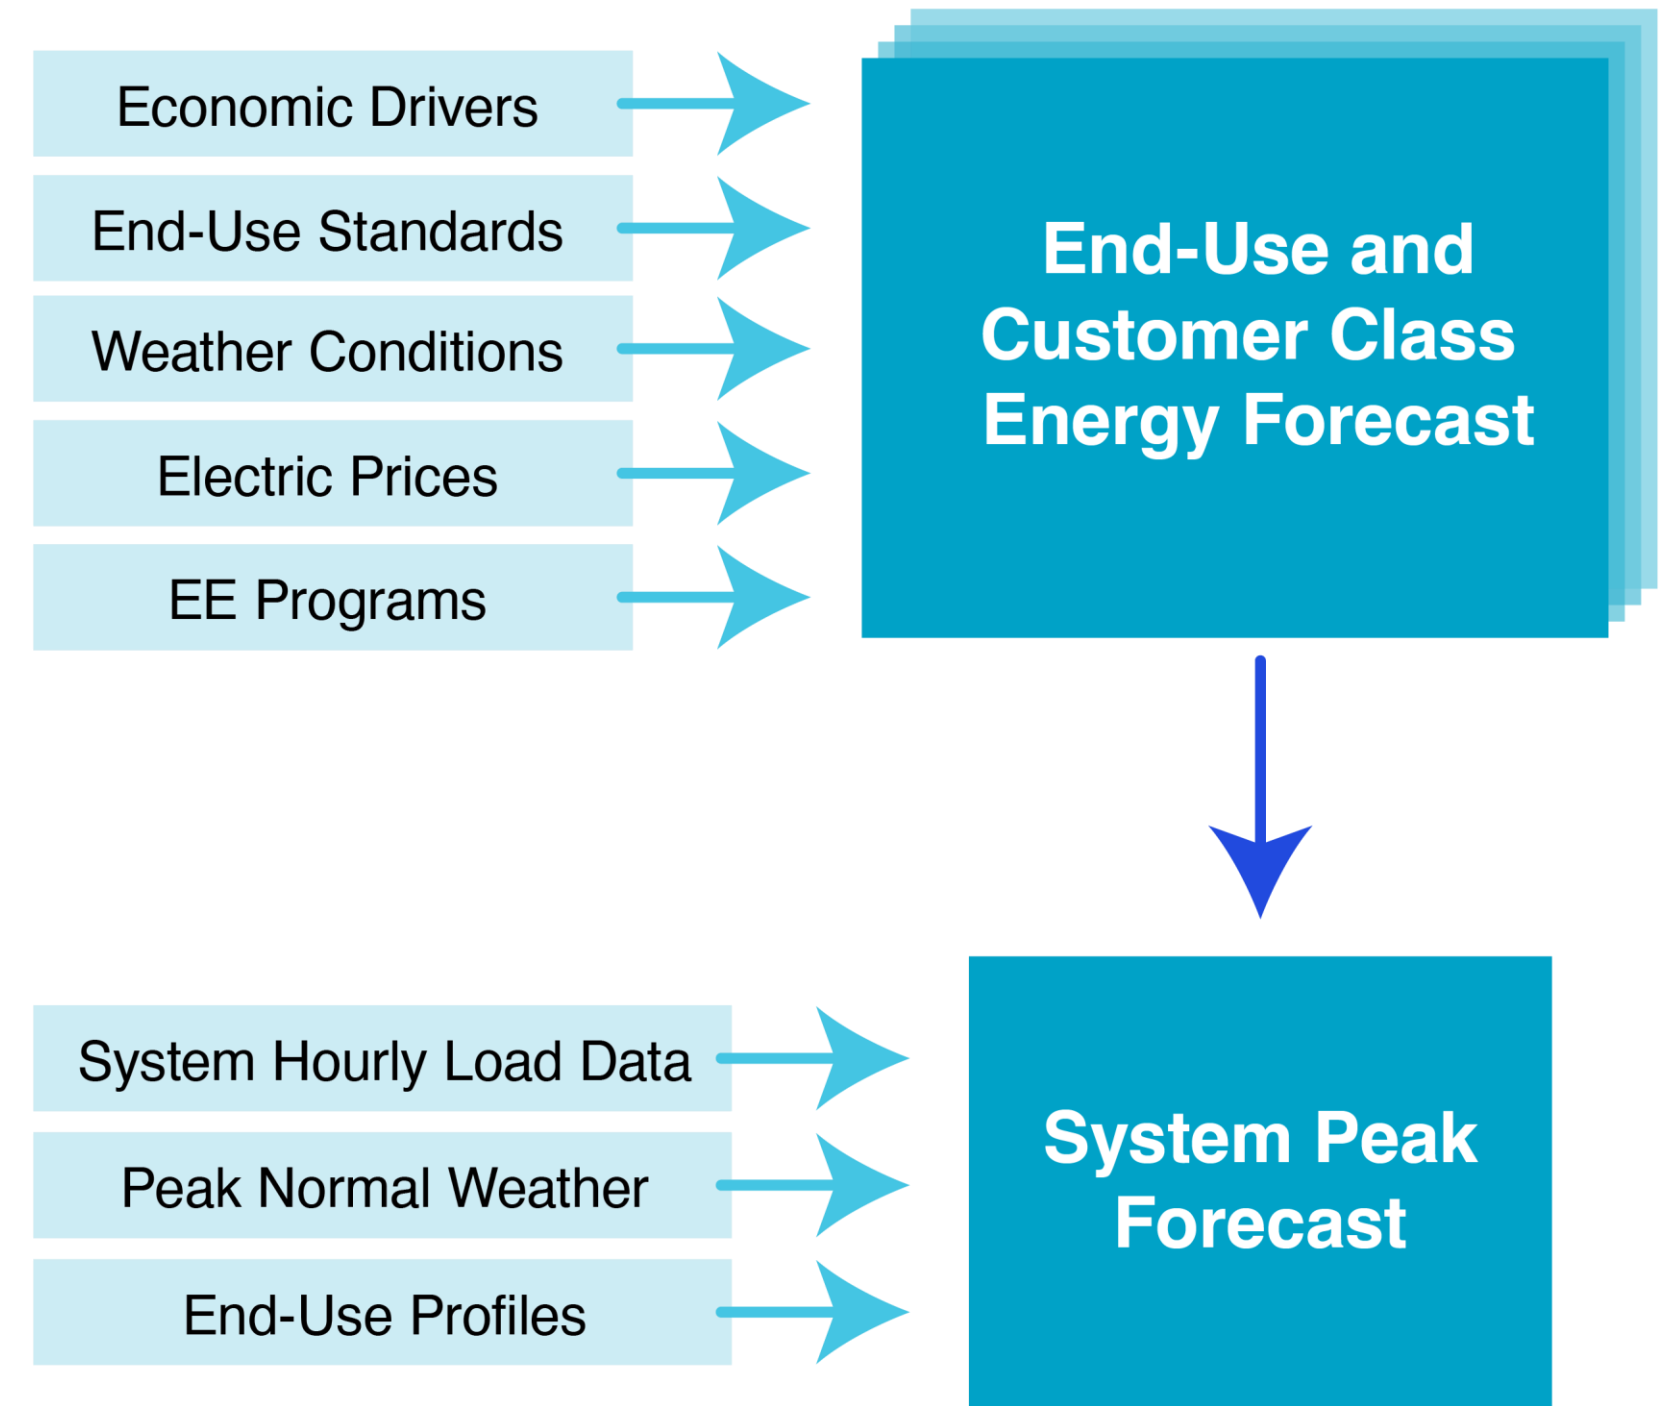 Economic Drivers
End-Use Standards
Weather Conditions
Electric Prices
EE Programs
End-Use and
Customer Class
Energy Forecast
System Hourly Load Data
Peak Normal Weather
End-Use Profiles
System Peak
Forecast